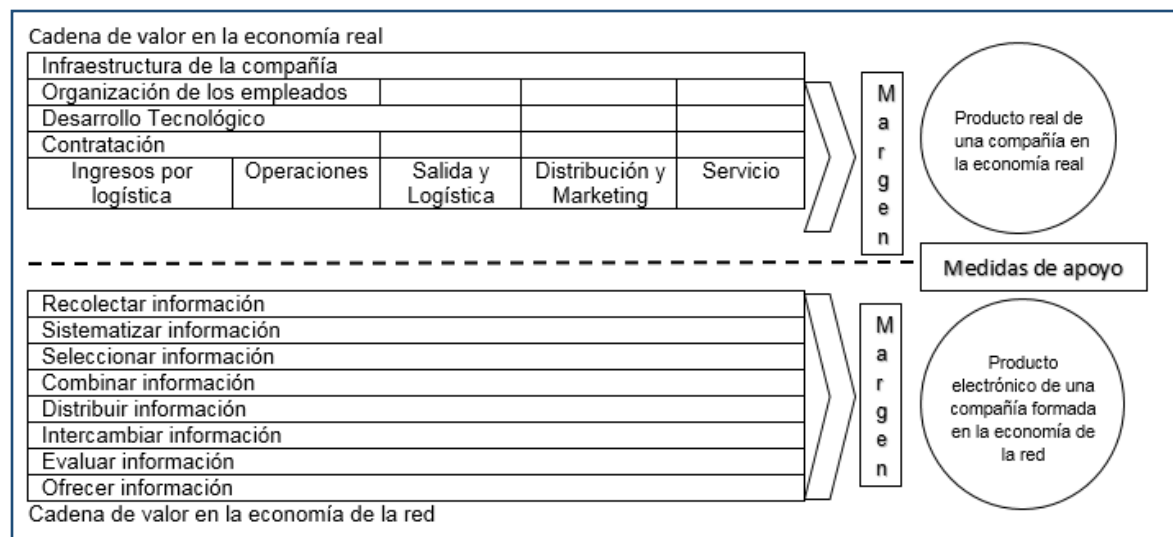 Cadena de valor en la economía real
Infraestructura de la compañía
Organización de los empleados
Desarrollo Tecnológico
Contratación
Ingresos por
logística
Operaciones
Salida y
Logística
Distribución y
Marketing
Servicio
Margen
Producto real de
una compañía en
la economía real
Medidas de apoyo
Recolectar información
Sistematizar información
Seleccionar información
Combinar información
Distribuir información
Intercambiar información
Evaluar información
Ofrecer información
Margen
Producto
electrónico de una
compañía formada
en la economía de
la red
Cadena de valor en la economía de la red